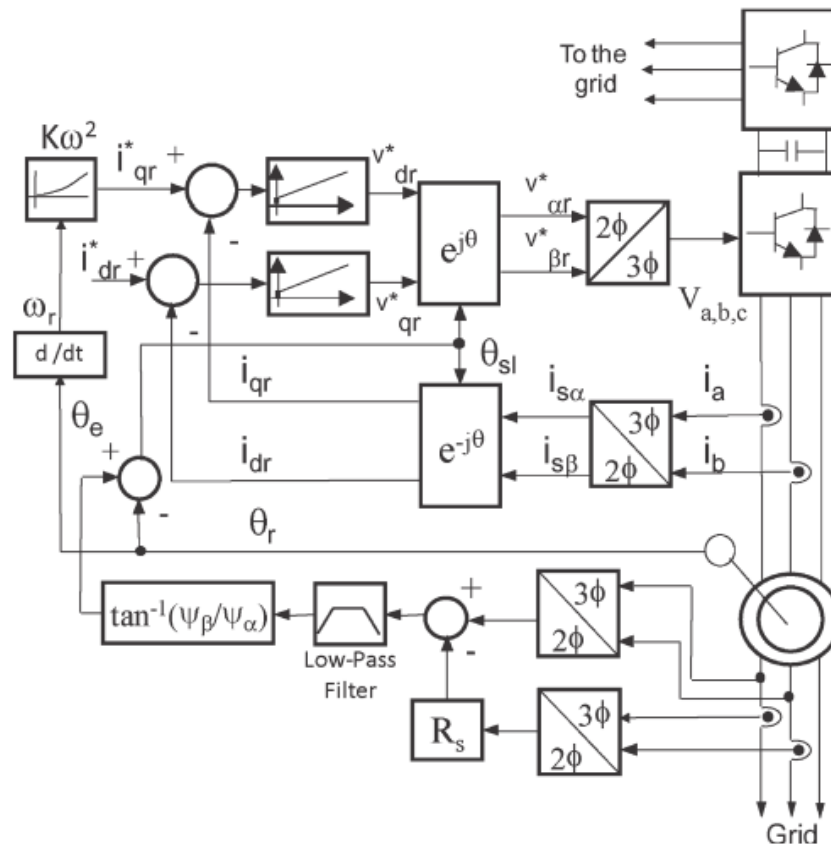 To the
grid
Kω²
i*qr
+
-
v*dr
v*αr
2ϕ
3ϕ
i*dr
+
-
e^jθ
v*βr
v*qr
Va,b,c
ωr
d/dt
θsl
iqr
isα
ia
3ϕ
2ϕ
θe
+
-
idr
e^-jθ
isβ
ib
θr
tan⁻¹(ψβ/ψα)
Low-Pass
Filter
+
-
3ϕ
2ϕ
Rs
3ϕ
2ϕ
Grid